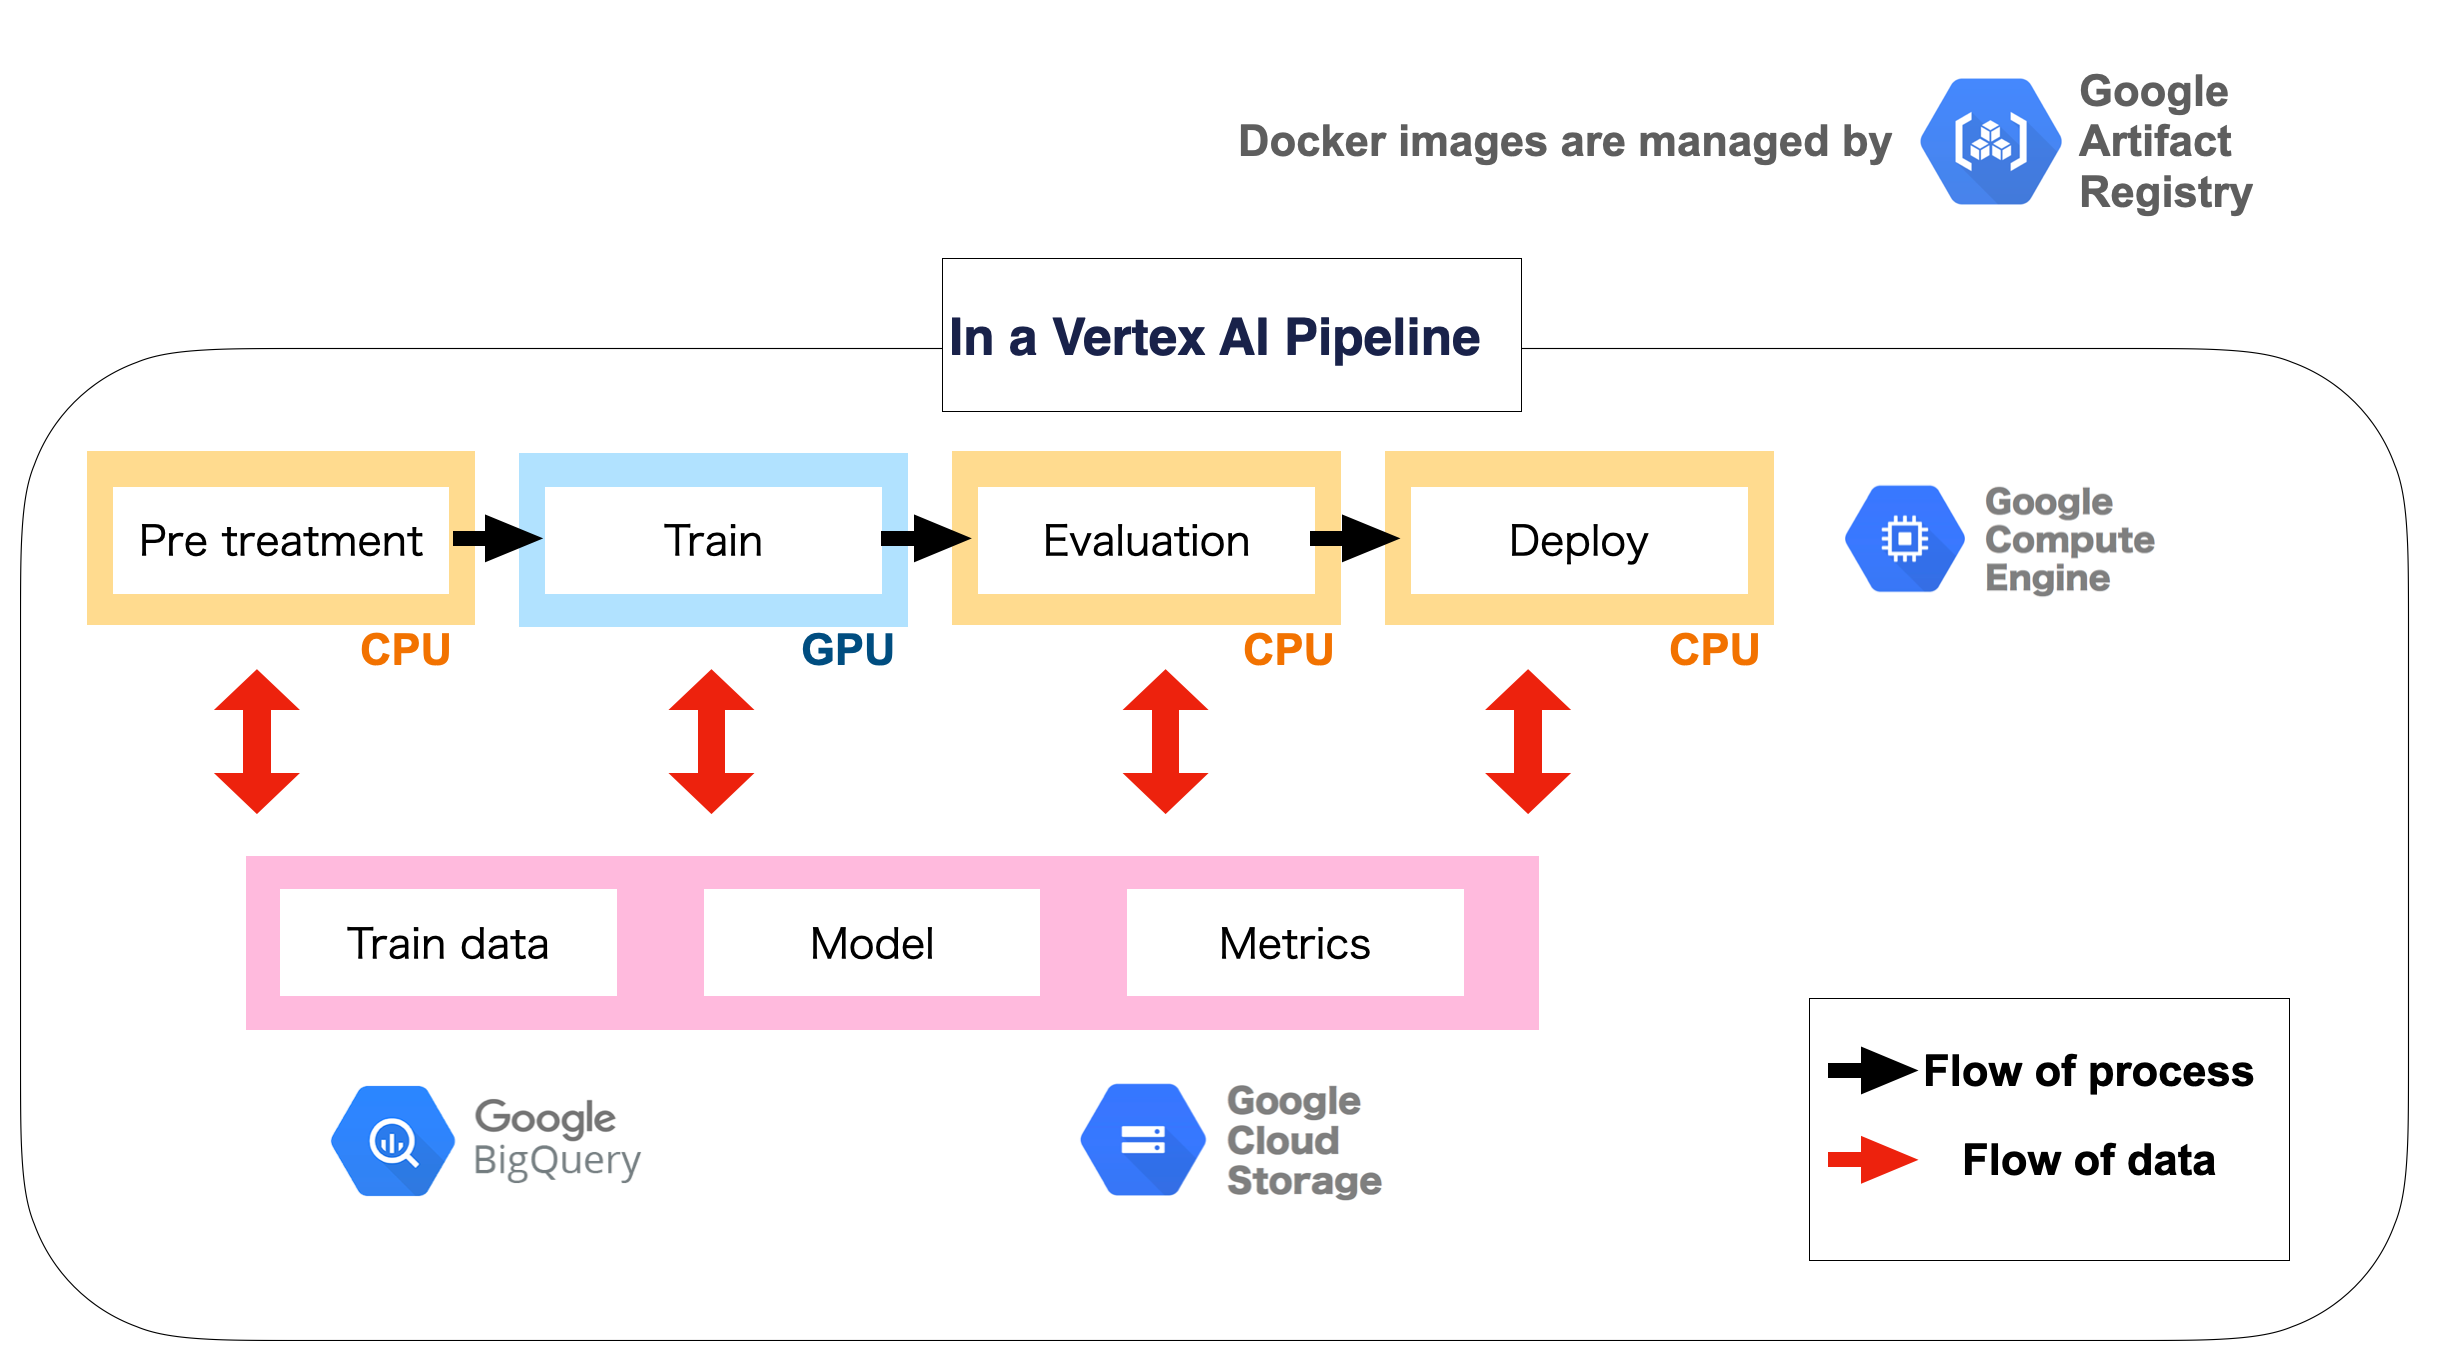 Docker images are managed by
Google
Artifact
Registry
In a Vertex AI Pipeline
Pre treatment
Train
Evaluation
Deploy
Google
Compute
Engine
CPU
GPU
CPU
CPU
Train data
Model
Metrics
Google
BigQuery
Google
Cloud
Storage
Flow of process
Flow of data